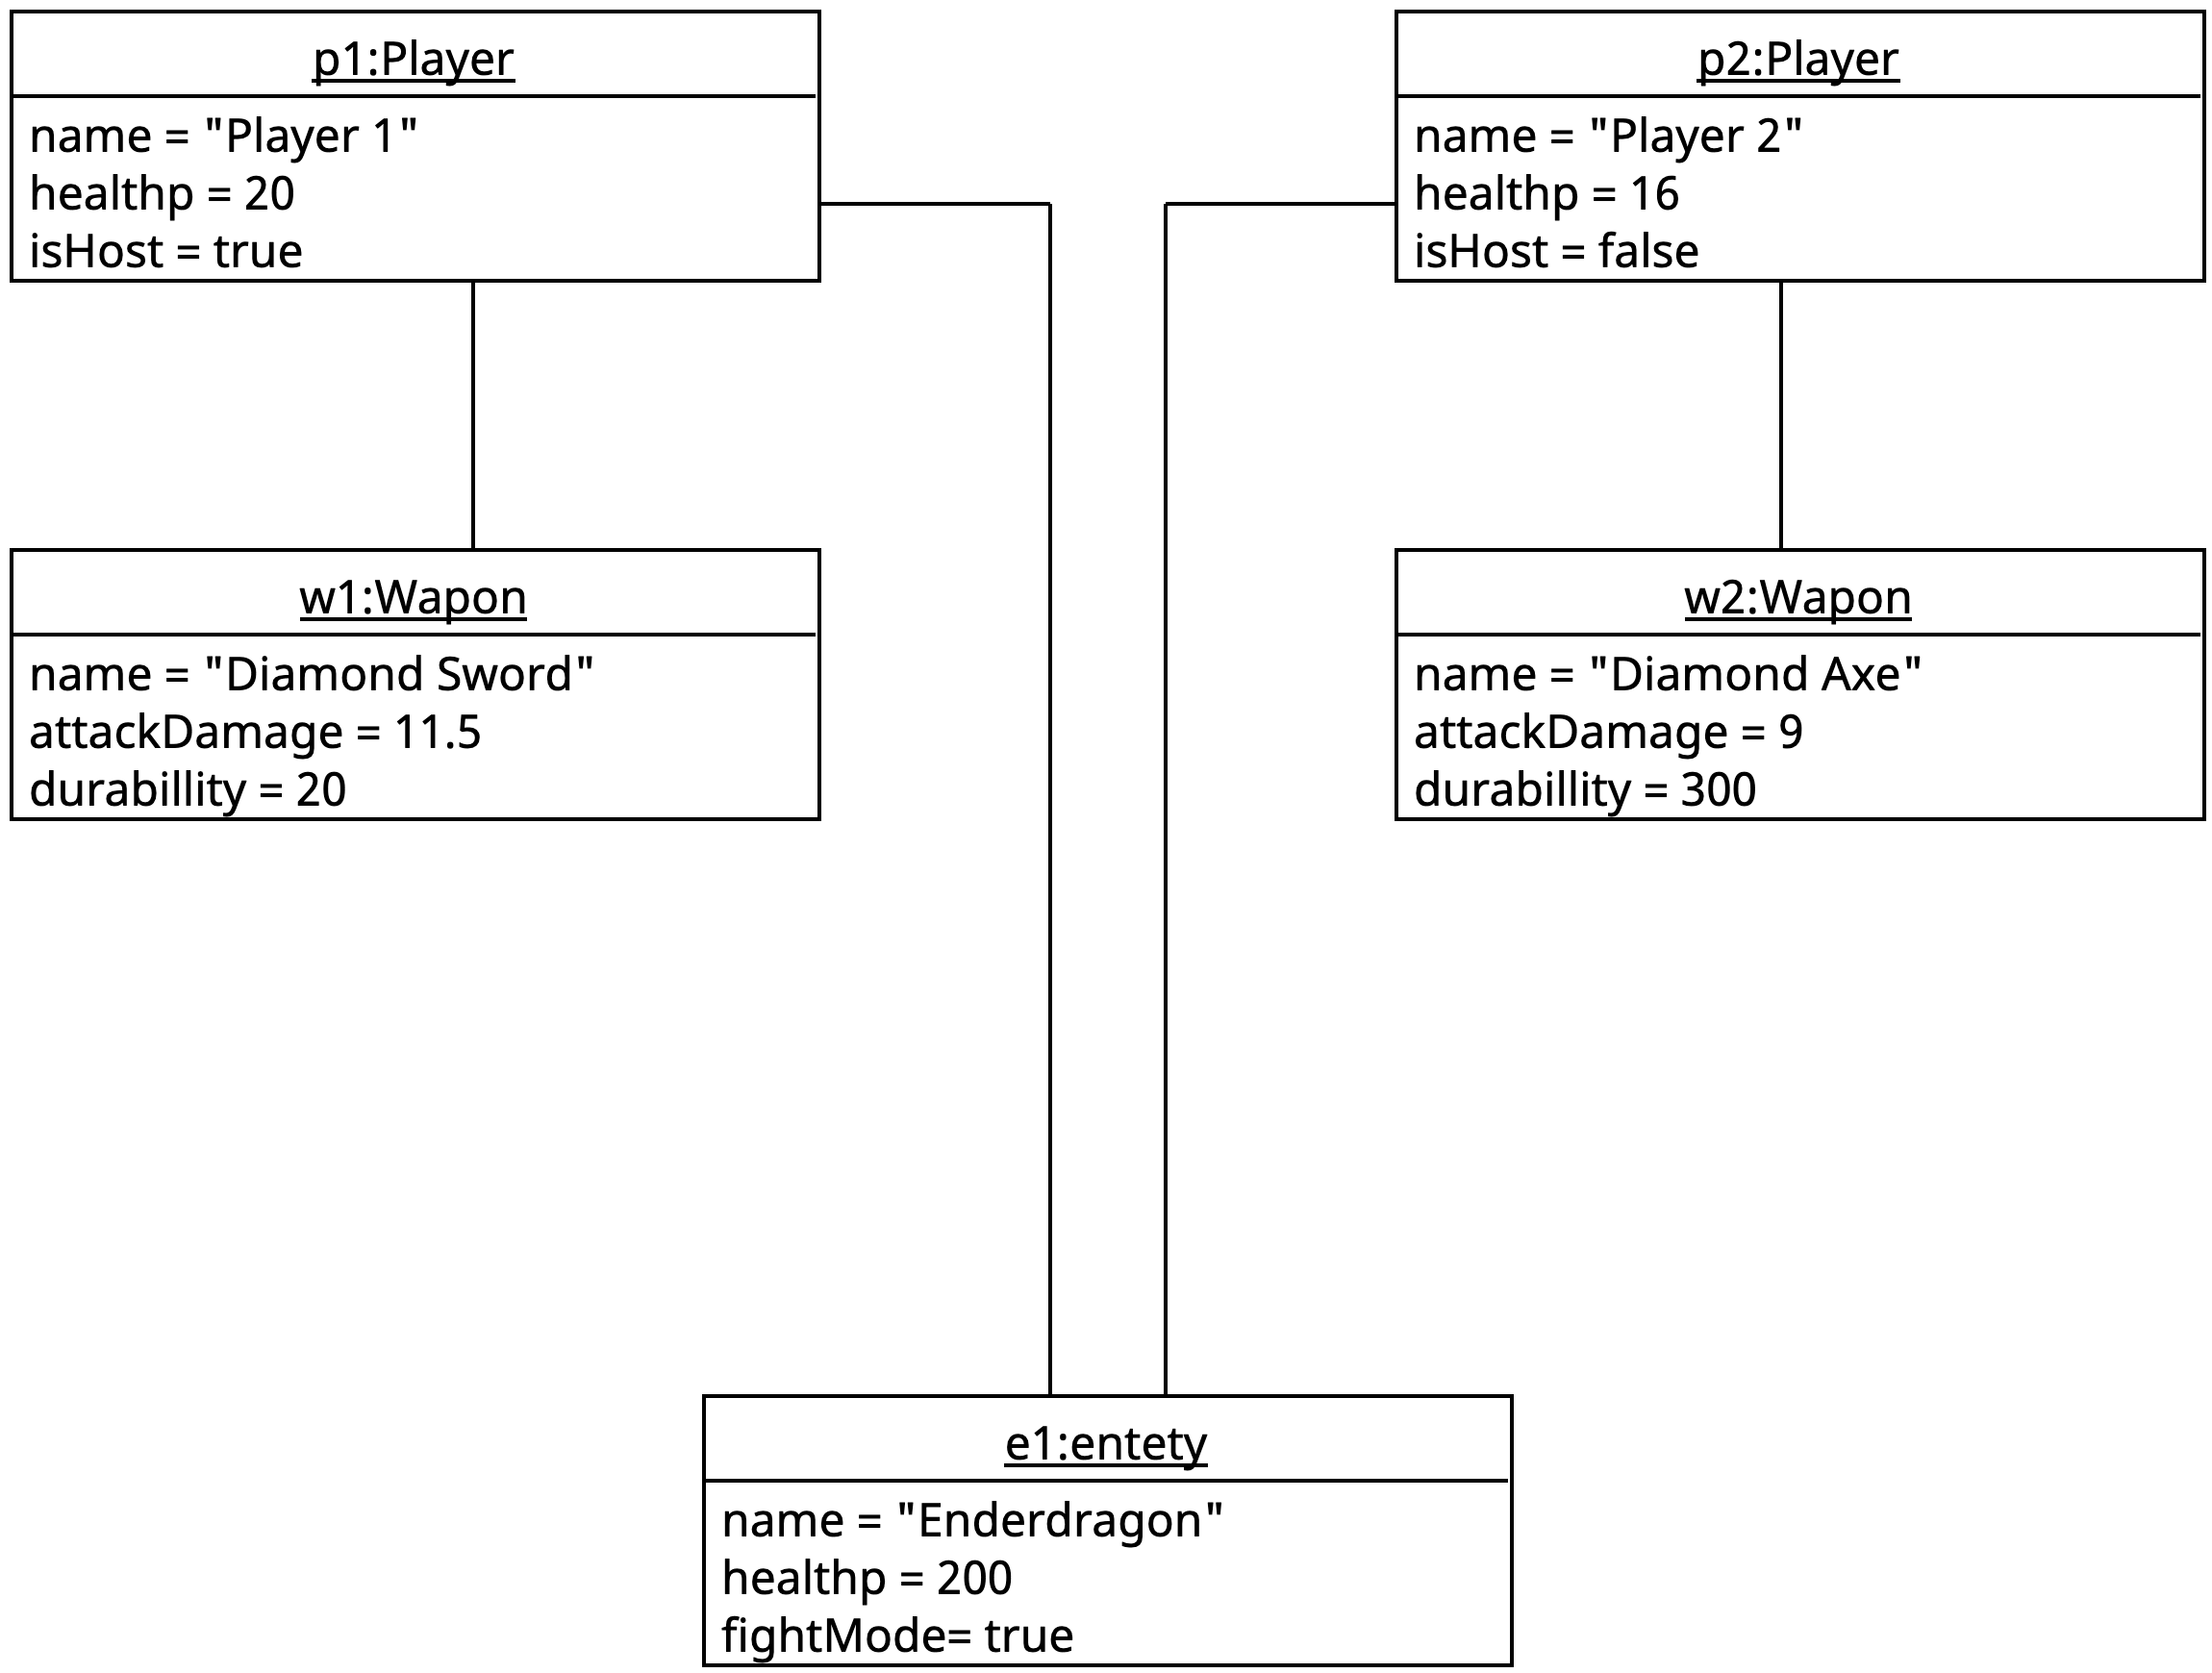 p1:Player
name = "Player 1"
healthp = 20
isHost = true
p2:Player
name = "Player 2"
healthp = 16
isHost = false
w1:Wapon
name = "Diamond Sword"
attackDamage = 11.5
durabillity = 20
w2:Wapon
name = "Diamond Axe"
attackDamage = 9
durabillity = 300
e1:entety
name = "Enderdragon"
healthp = 200
fightMode= true